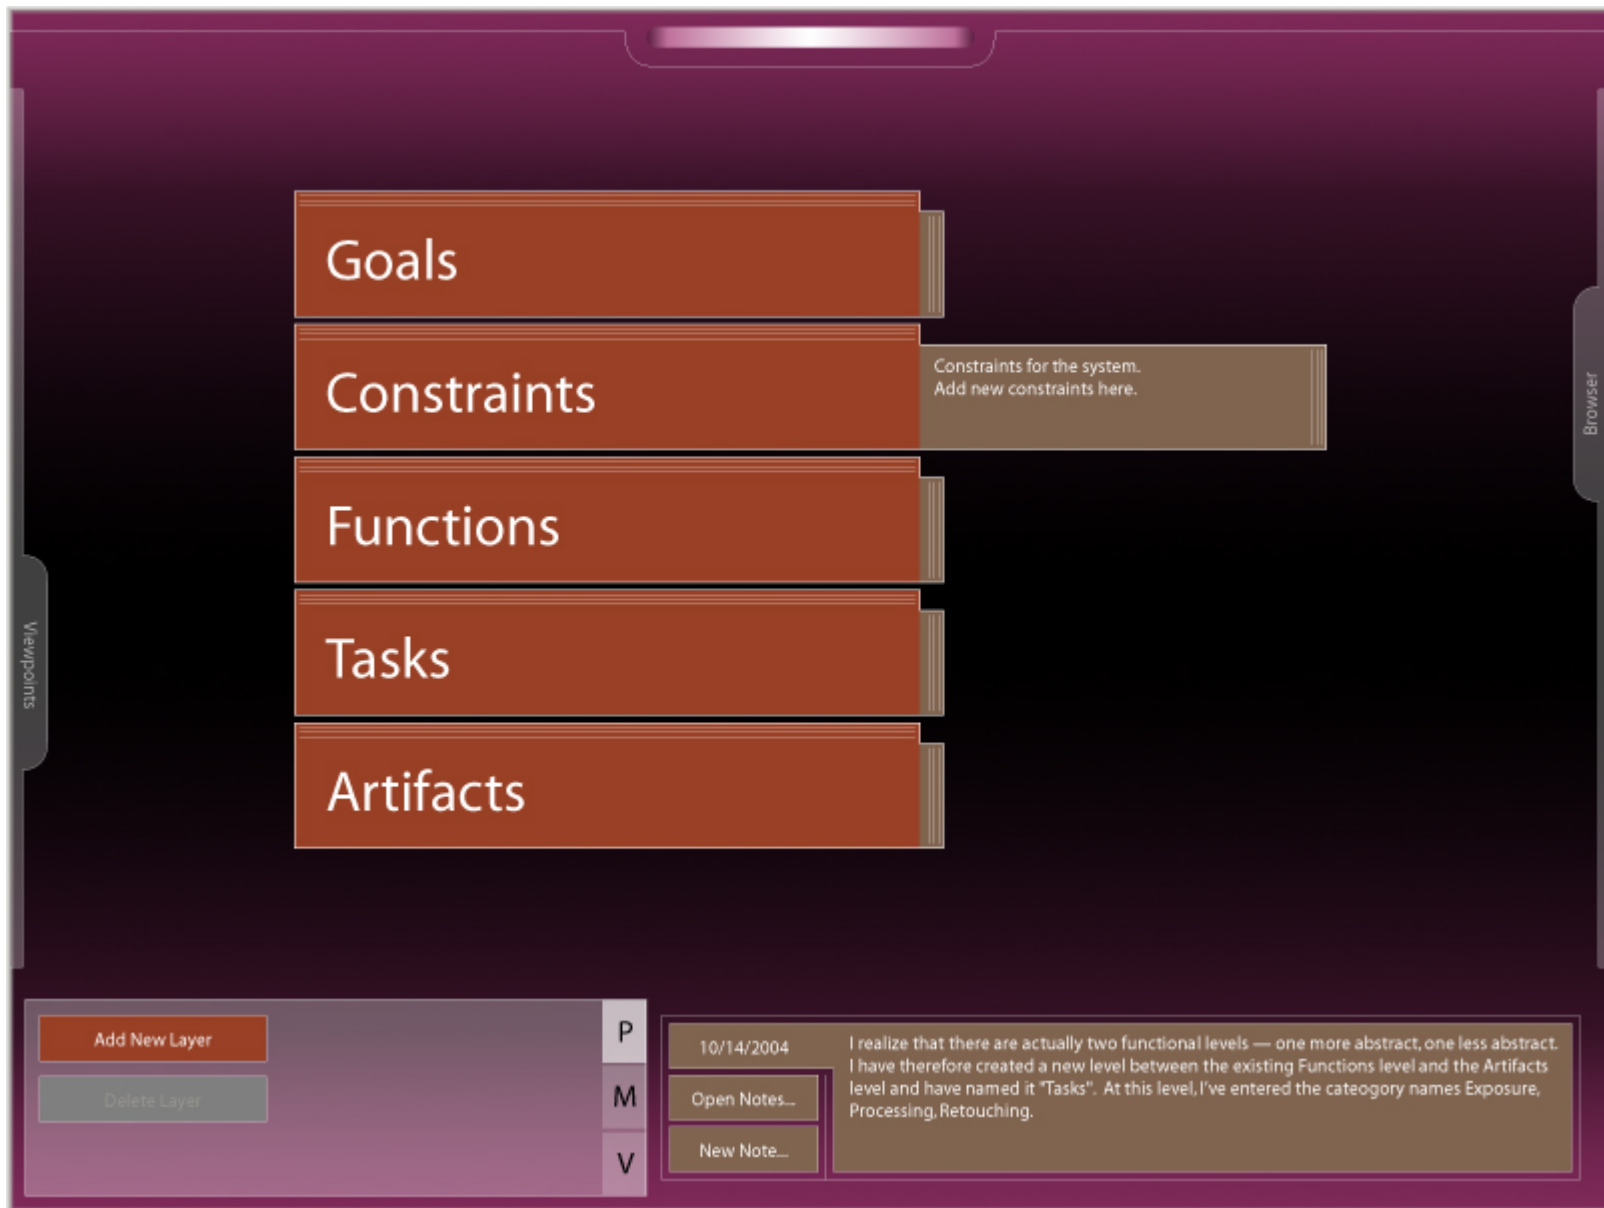 Goals
Constraints
Constraints for the system.
Add new constraints here.
Functions
Tasks
Artifacts
Viewpoints
Browser
Add New Layer
Delete Layer
P
M
V
10/14/2004
Open Notes...
New Note...
I realize that there are actually two functional levels — one more abstract, one less abstract.
I have therefore created a new level between the existing Functions level and the Artifacts
level and have named it "Tasks". At this level, I've entered the cateogory names Exposure,
Processing, Retouching.